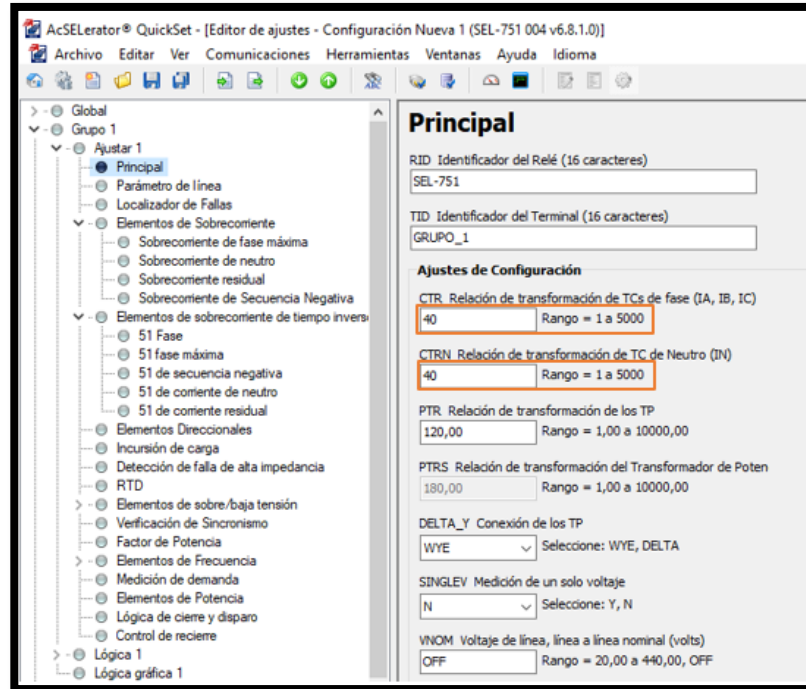 AcSELerator® QuickSet - [Editor de ajustes - Configuración Nueva 1 (SEL-751 004 v6.8.1.0)]
Archivo Editar Ver Comunicaciones Herramientas Ventanas Ayuda Idioma
Global
Grupo 1
Ajustar 1
Principal
Parámetro de línea
Localizador de Fallas
Elementos de Sobrecorriente
Sobrecorriente de fase máxima
Sobrecorriente de neutro
Sobrecorriente residual
Sobrecorriente de Secuencia Negativa
Elementos de sobrecorriente de tiempo invers
51 Fase
51 fase máxima
51 de secuencia negativa
51 de corriente de neutro
51 de corriente residual
Elementos Direccionales
Incursión de carga
Detección de falla de alta impedancia
RTD
Elementos de sobre/baja tensión
Verificación de Sincronismo
Factor de Potencia
Elementos de Frecuencia
Medición de demanda
Elementos de Potencia
Lógica de cierre y disparo
Control de recierre
Lógica 1
Lógica gráfica 1
Principal
RID Identificador del Relé (16 caracteres)
SEL-751
TID Identificador del Terminal (16 caracteres)
GRUPO_1
Ajustes de Configuración
CTR Relación de transformación de TCs de fase (IA, IB, IC)
40 Rango = 1 a 5000
CTRN Relación de transformación de TC de Neutro (IN)
40 Rango = 1 a 5000
PTR Relación de transformación de los TP
120,00 Rango = 1,00 a 10000,00
PTRS Relación de transformación del Transformador de Poten
180,00 Rango = 1,00 a 10000,00
DELTA_Y Conexión de los TP
WYE Seleccione: WYE, DELTA
SINGLEV Medición de un solo voltaje
N Seleccione: Y, N
VNOM Voltaje de línea, línea a línea nominal (volts)
OFF Rango = 20,00 a 440,00, OFF